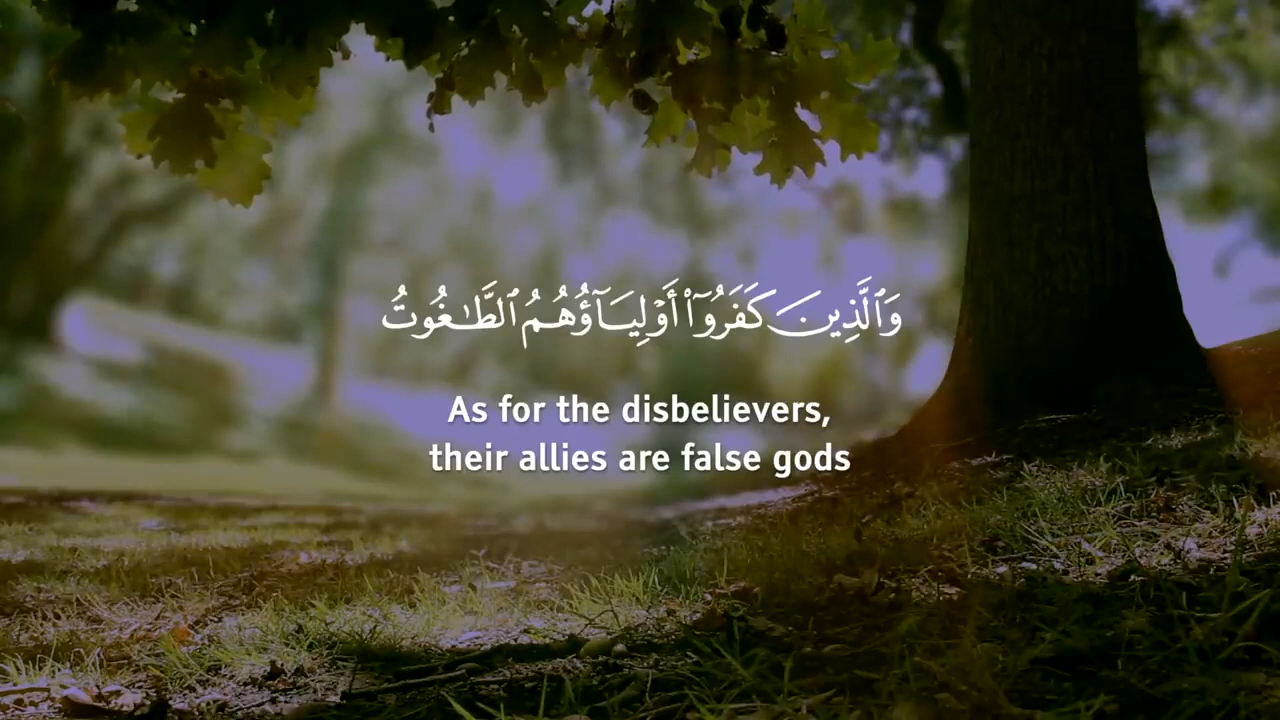 وَٱلَّذِينَ كَفَرُوٓا۟ أَوْلِيَآؤُهُمُ ٱلطَّـٰغُوتُ
As for the disbelievers,
their allies are false gods